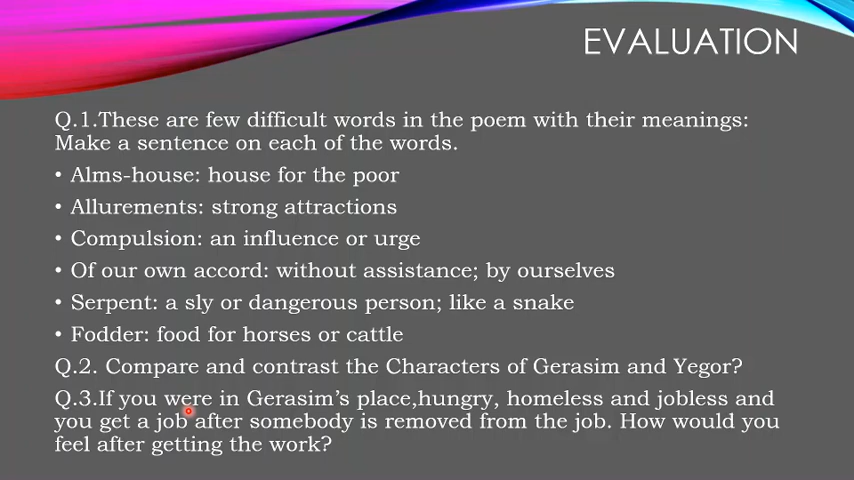 EVALUATION
Q.1.These are few difficult words in the poem with their meanings:
Make a sentence on each of the words.
• Alms-house: house for the poor
• Allurements: strong attractions
• Compulsion: an influence or urge
• Of our own accord: without assistance; by ourselves
• Serpent: a sly or dangerous person; like a snake
• Fodder: food for horses or cattle
Q.2. Compare and contrast the Characters of Gerasim and Yegor?
Q.3.If you were in Gerasim's place,hungry, homeless and jobless and
you get a job after somebody is removed from the job. How would you
feel after getting the work?